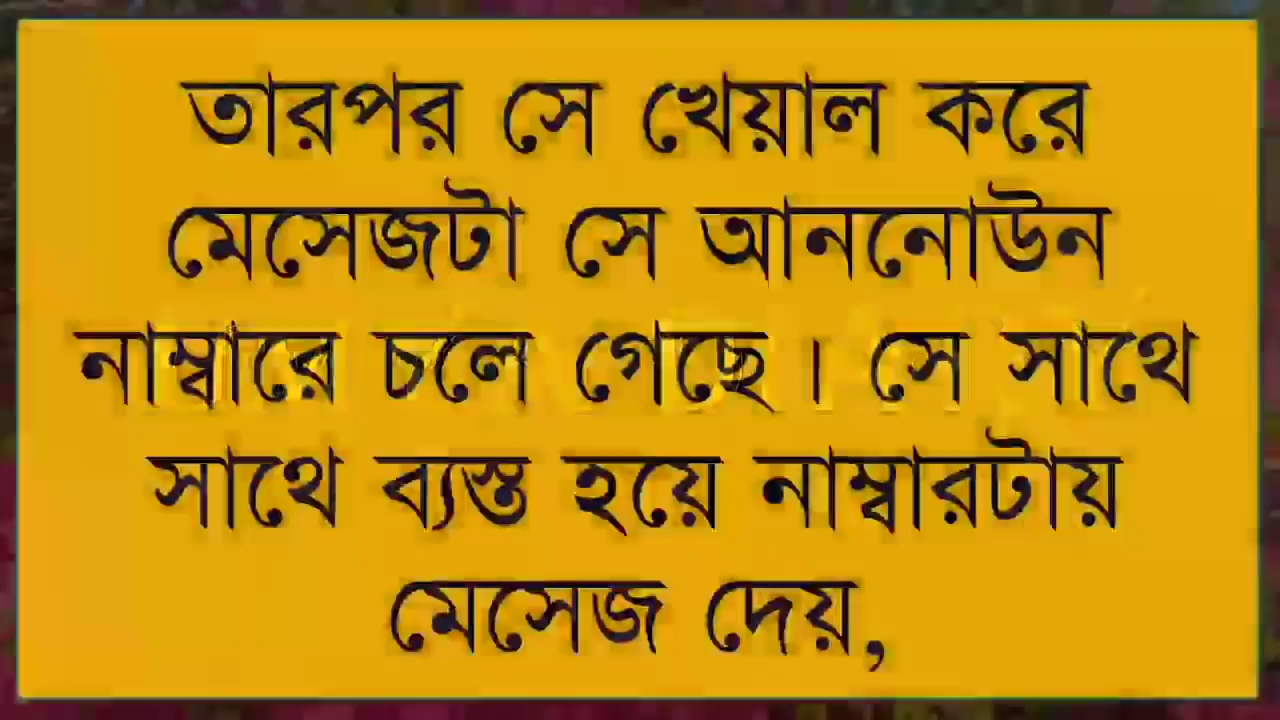 তারপর সে খেয়াল করে
মেসেজটা সে আননোউন
নাম্বারে চলে গেছে। সে সাথে
সাথে ব্যস্ত হয়ে নাম্বারটায়
মেসেজ দেয়,